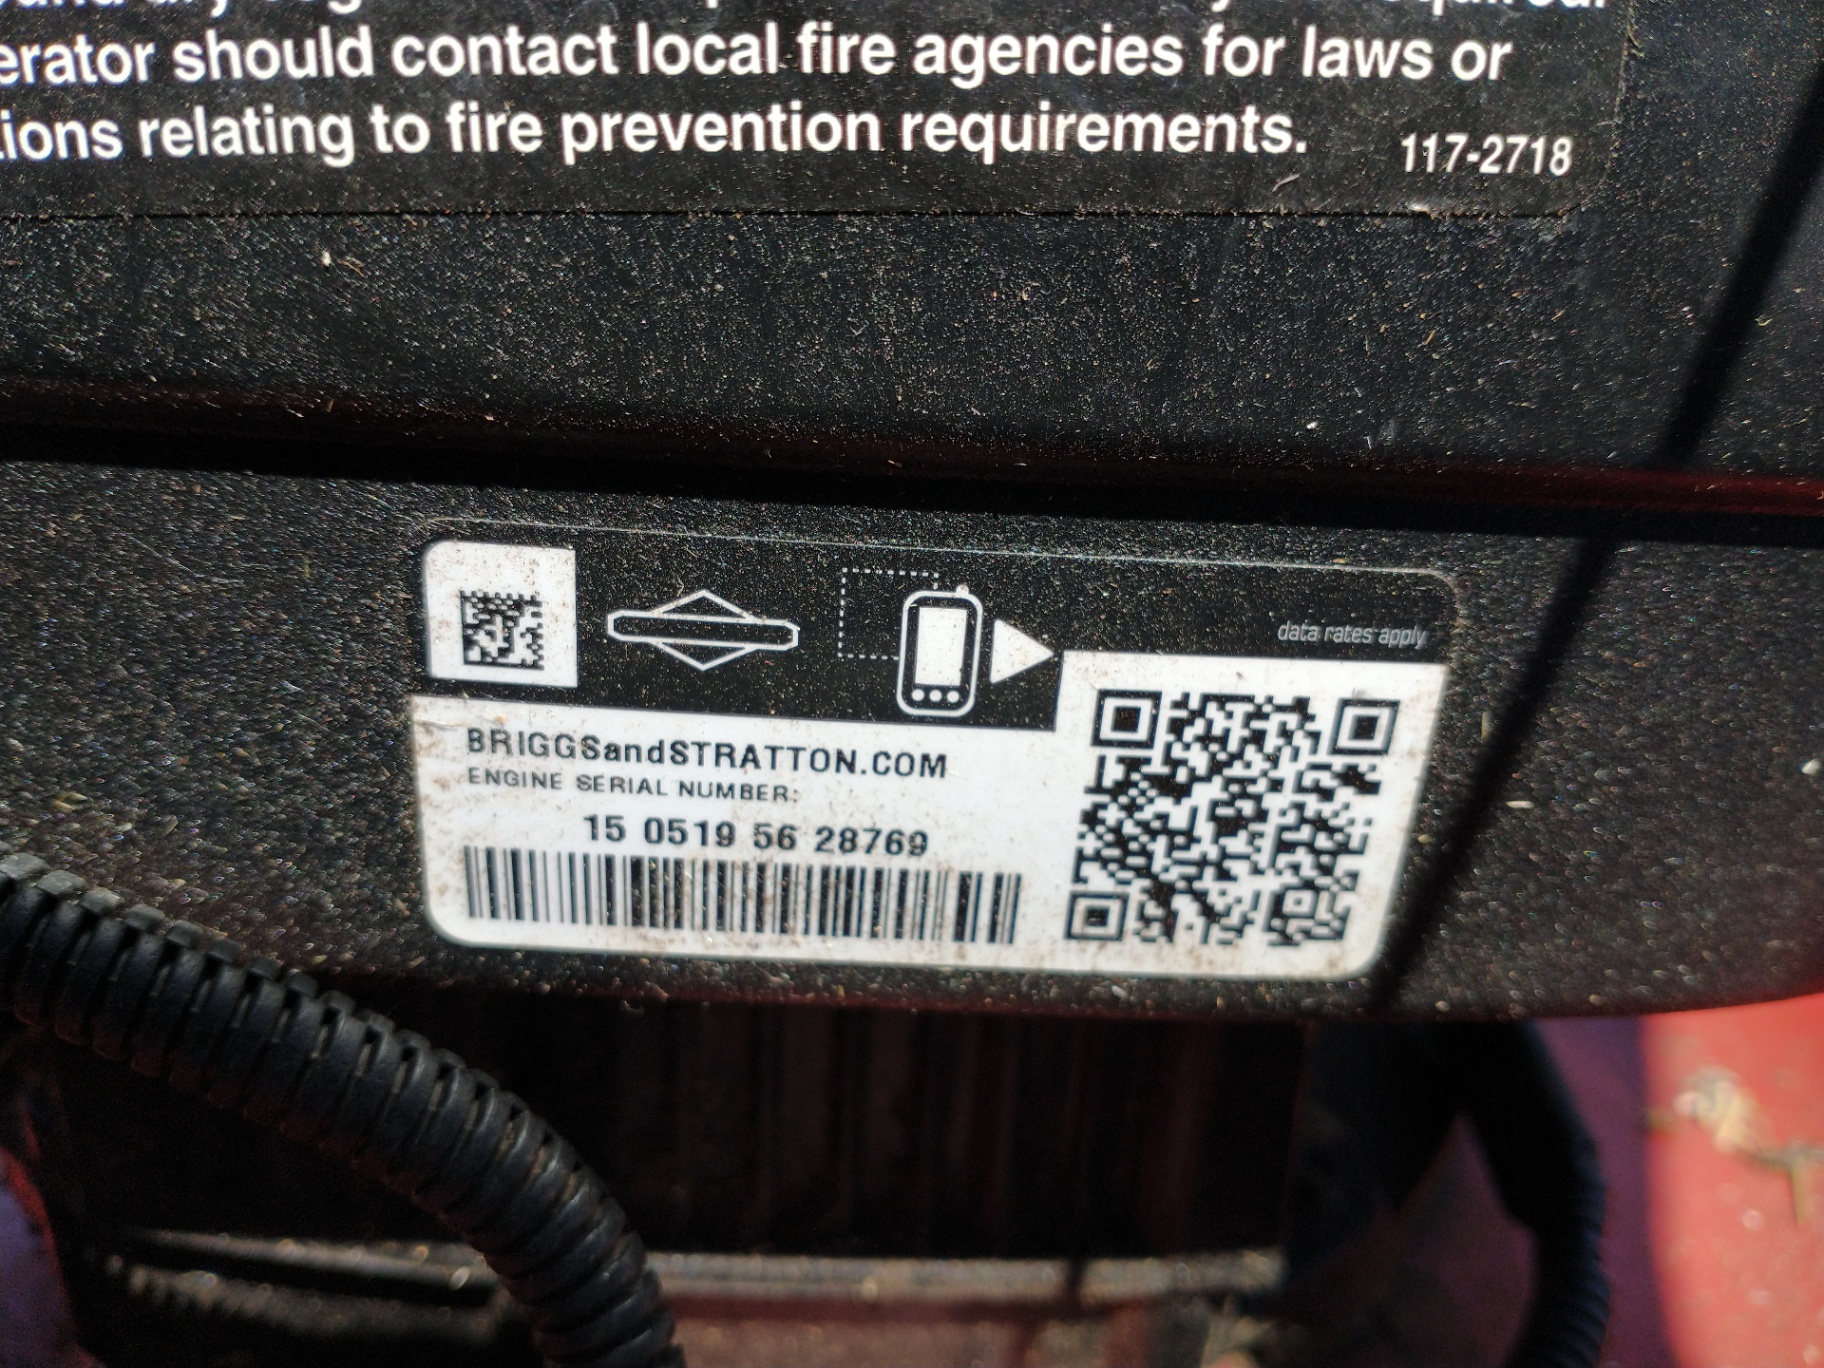 erator should contact local fire agencies for laws or
tions relating to fire prevention requirements.
117-2718
data rates apply
BRIGGSandSTRATTON.COM
ENGINE SERIAL NUMBER:
15 0519 56 28769